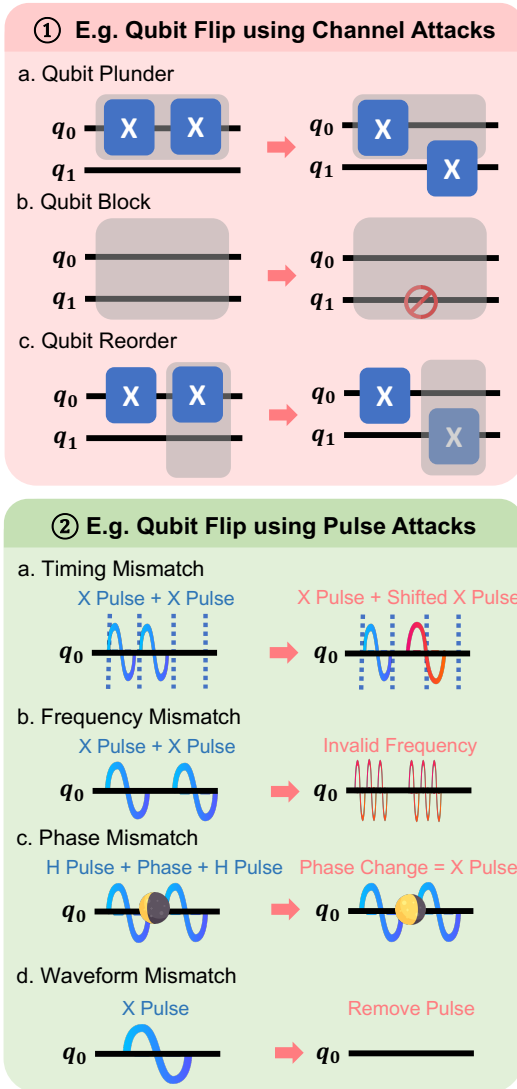 ① E.g. Qubit Flip using Channel Attacks
a. Qubit Plunder
q₀ X X q₀ X
q₁ q₁ X
b. Qubit Block
q₀ q₀
q₁ q₁
c. Qubit Reorder
q₀ X X q₀ X
q₁ q₁ X
② E.g. Qubit Flip using Pulse Attacks
a. Timing Mismatch
X Pulse + X Pulse X Pulse + Shifted X Pulse
q₀ q₀
b. Frequency Mismatch
X Pulse + X Pulse Invalid Frequency
q₀ q₀
c. Phase Mismatch
H Pulse + Phase + H Pulse Phase Change = X Pulse
q₀ q₀
d. Waveform Mismatch
X Pulse Remove Pulse
q₀ q₀